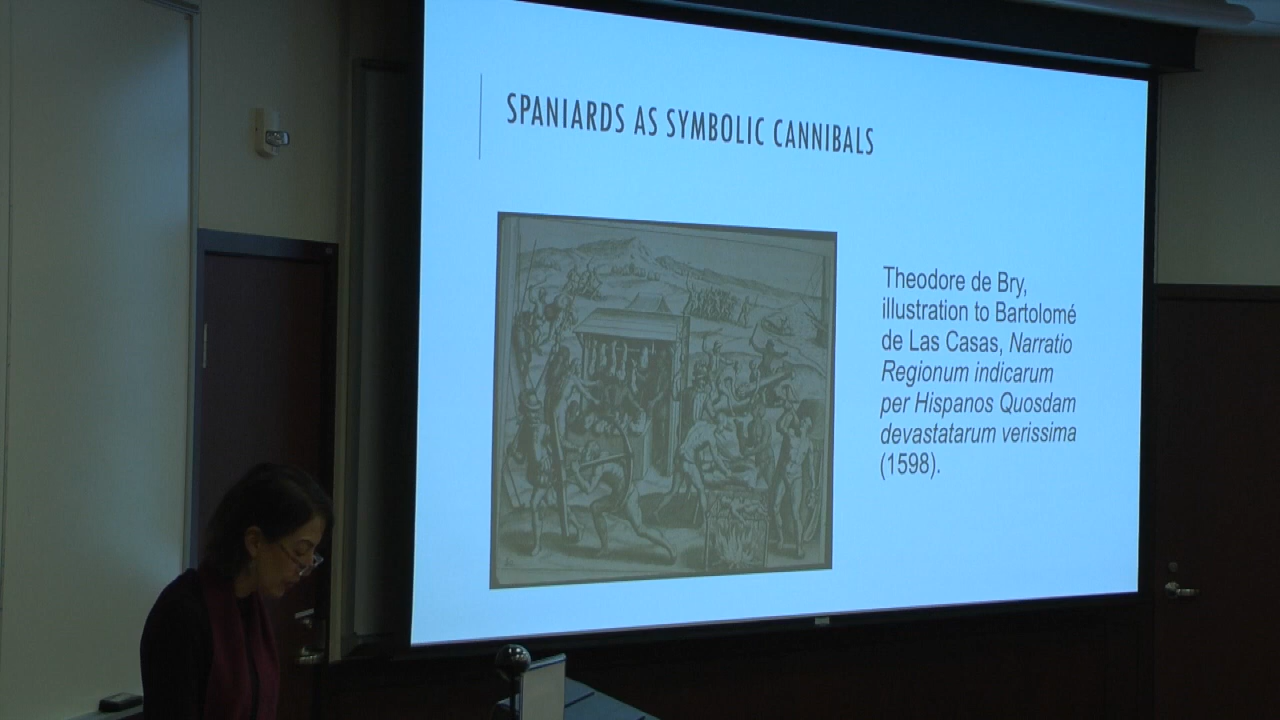 SPANIARDS AS SYMBOLIC CANNIBALS
Theodore de Bry,
illustration to Bartolomé
de Las Casas, Narratio
Regionum indicarum
per Hispanos Quosdam
devastatarum verissima
(1598).